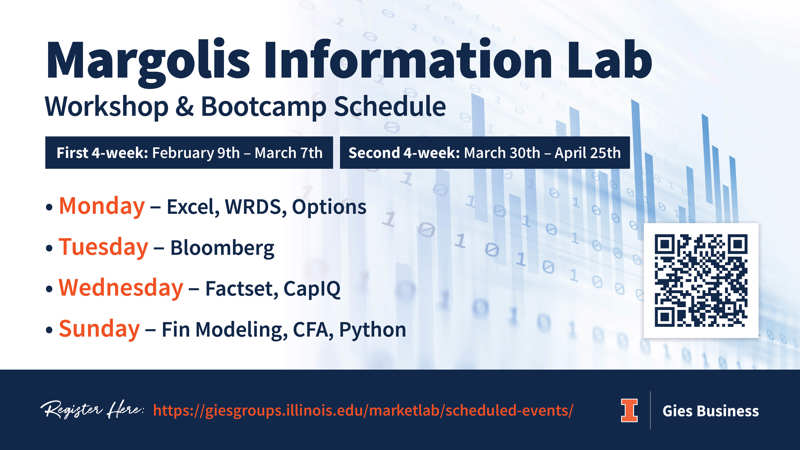 Margolis Information Lab
Workshop & Bootcamp Schedule
First 4-week: February 9th – March 7th
Second 4-week: March 30th – April 25th
• Monday – Excel, WRDS, Options
• Tuesday – Bloomberg
• Wednesday – Factset, CapIQ
• Sunday – Fin Modeling, CFA, Python
Register Here: https://giesgroups.illinois.edu/marketlab/scheduled-events/
I Gies Business